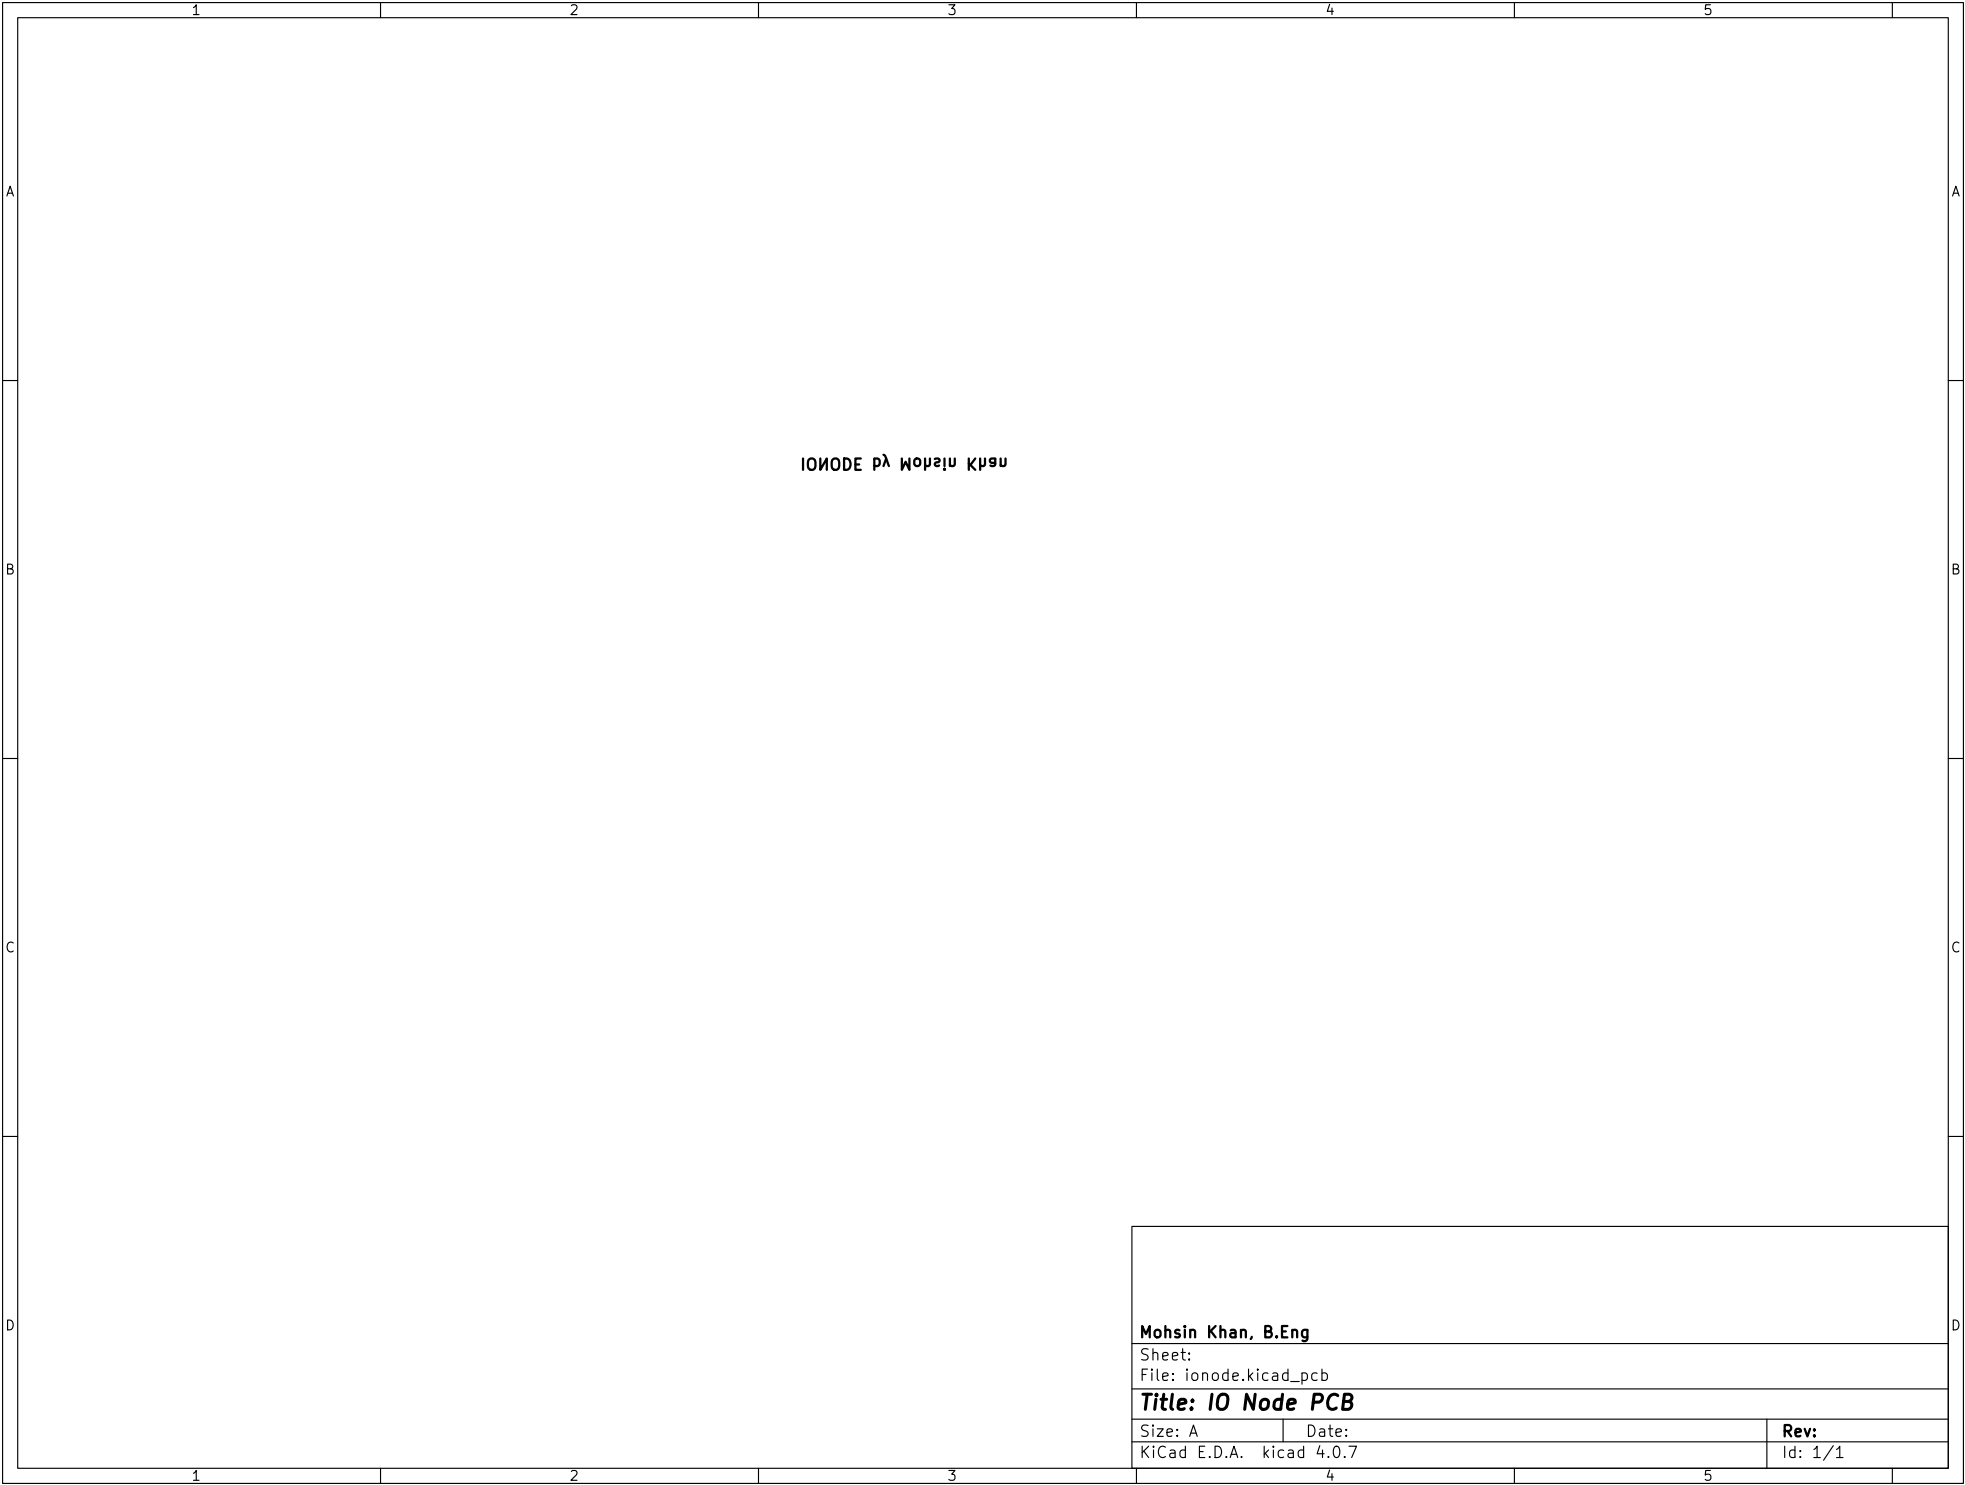 1 2 3 4 5
A A
IONODE by Mohsin Khan
B B
C C
Mohsin Khan, B.Eng
D D
Sheet:
File: ionode.kicad_pcb
Title: IO Node PCB
Size: A Date: Rev:
KiCad E.D.A. kicad 4.0.7 Id: 1/1
1 2 3 4 5